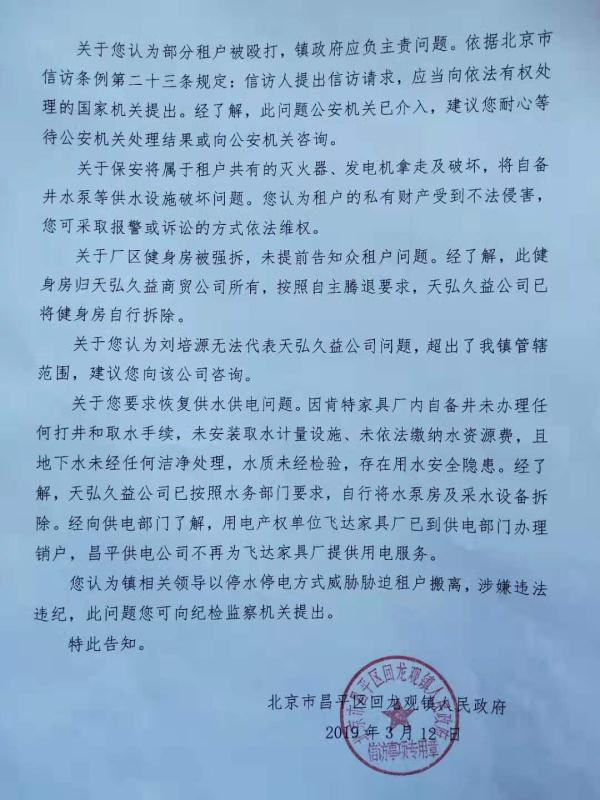 关于您认为部分租户被殴打，镇政府应负主责问题。依据北京市
信访条例第二十三条规定：信访人提出信访请求，应当向依法有权处
理的国家机关提出。经了解，此问题公安机关已介入，建议您耐心等
待公安机关处理结果或向公安机关咨询。
关于保安将属于租户共有的灭火器、发电机拿走及破坏，将自备
井水泵等供水设施破坏问题。您认为租户的私有财产受到不法侵害，
您可采取报警或诉讼的方式依法维权。
关于厂区健身房被强拆，未提前告知众租户问题。经了解，此健
身房归天弘久益商贸公司所有，按照自主腾退要求，天弘久益公司已
将健身房自行拆除。
关于您认为刘培源无法代表天弘久益公司问题，超出了我镇管辖
范围，建议您向该公司咨询。
关于您要求恢复供水供电问题。因肯特家具厂内自备井未办理任
何打井和取水手续，未安装取水计量设施、未依法缴纳水资源费，且
地下水未经任何洁净处理，水质未经检验，存在用水安全隐患。经了
解，天弘久益公司已按照水务部门要求，自行将水泵房及采水设备拆
除。经向供电部门了解，用电产权单位飞达家具厂已到供电部门办理
销户，昌平供电公司不再为飞达家具厂提供用电服务。
您认为镇相关领导以停水停电方式威胁胁迫租户搬离，涉嫌违法
违纪，此问题您可向纪检监察机关提出。
特此告知。
北京市昌平区回龙观镇人民政府
2019年3月12日
北京市昌平区回龙观镇人民政府
信访事项专用章